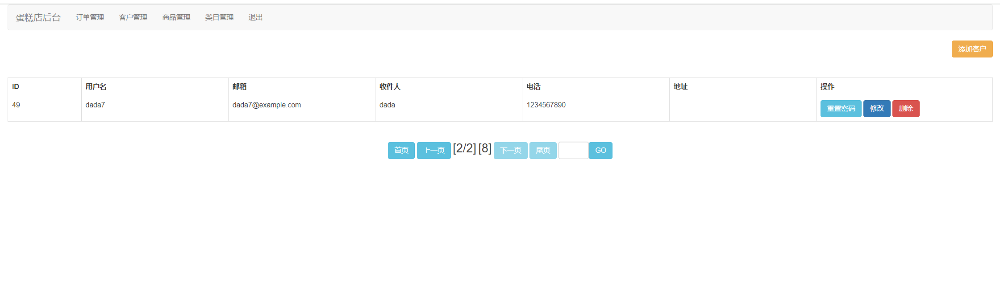 蛋糕店后台 订单管理 客户管理 商品管理 类目管理 退出
添加客户
ID 用户名 邮箱 收件人 电话 地址 操作
49 dada7 dada7@example.com dada 1234567890 重置密码 修改 删除
首页 上一页 [2/2] [8] 下一页 尾页 GO